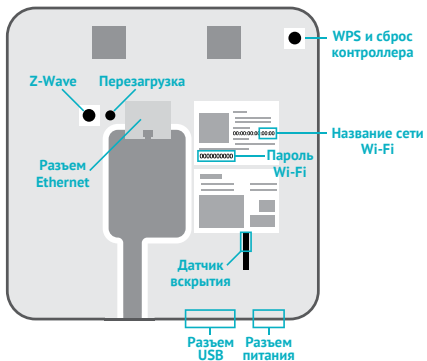 WPS и сброс
контроллера
Z-Wave
Перезагрузка
00:00:00:00:00:00
Название сети
Wi-Fi
0000000000
Пароль
Wi-Fi
Разъем
Ethernet
Датчик
вскрытия
Разъем
USB
Разъем
питания